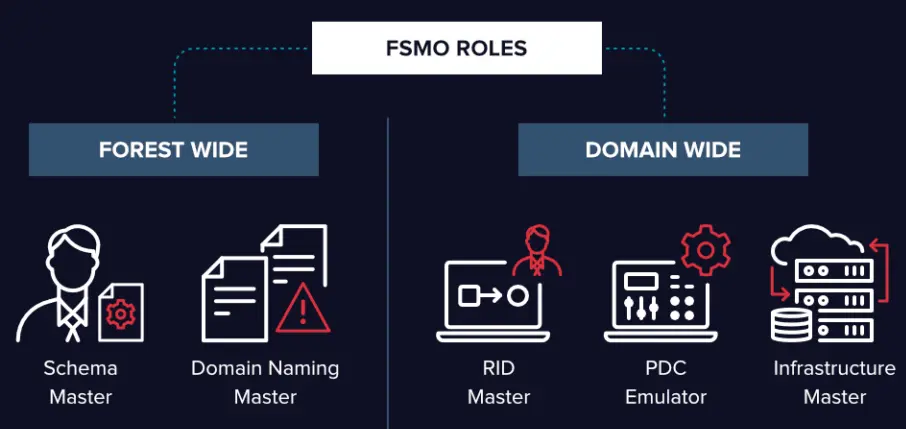 FSMO ROLES
FOREST WIDE
DOMAIN WIDE
Schema
Master
Domain Naming
Master
RID
Master
PDC
Emulator
Infrastructure
Master